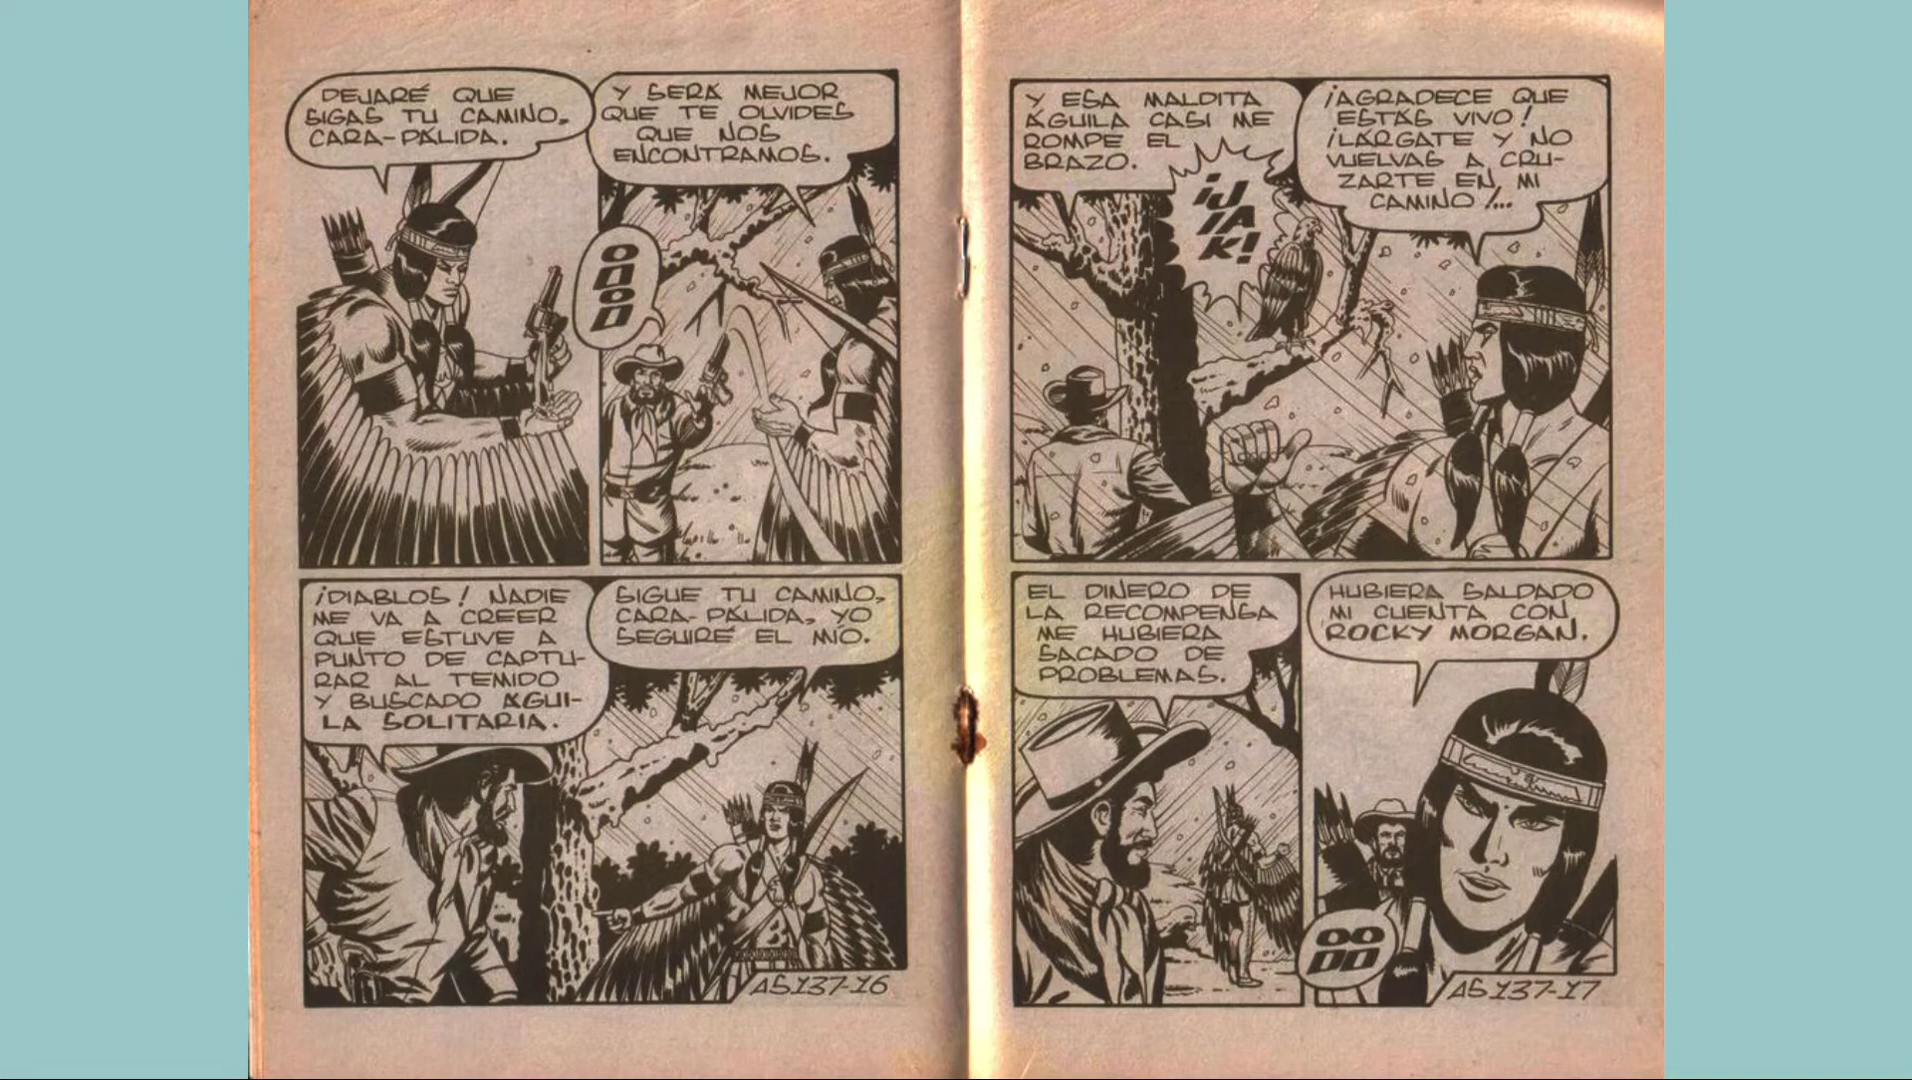 DEJARÉ QUE
SIGAS TU CAMINO,
CARA-PÁLIDA.
Y SERÁ MEJOR
QUE TE OLVIDES
QUE NOS
ENCONTRAMOS.
¡DIABLOS! NADIE
ME VA A CREER
QUE ESTUVE A
PUNTO DE CAPTU-
RAR AL TEMIDO
Y BUSCADO ÁGUI-
LA SOLITARIA.
SIGUE TU CAMINO,
CARA-PÁLIDA, YO
SEGUIRÉ EL MÍO.
AS137-16
Y ESA MALDITA
ÁGUILA CASI ME
ROMPE EL
BRAZO.
¡IJ
IA
K!
¡AGRADECE QUE
ESTÁS VIVO!
¡LÁRGATE Y NO
VUELVAS A CRU-
ZARTE EN MI
CAMINO!...
EL DINERO DE
LA RECOMPENSA
ME HUBIERA
SACADO DE
PROBLEMAS.
HUBIERA SALDADO
MI CUENTA CON
ROCKY MORGAN.
AS137-17